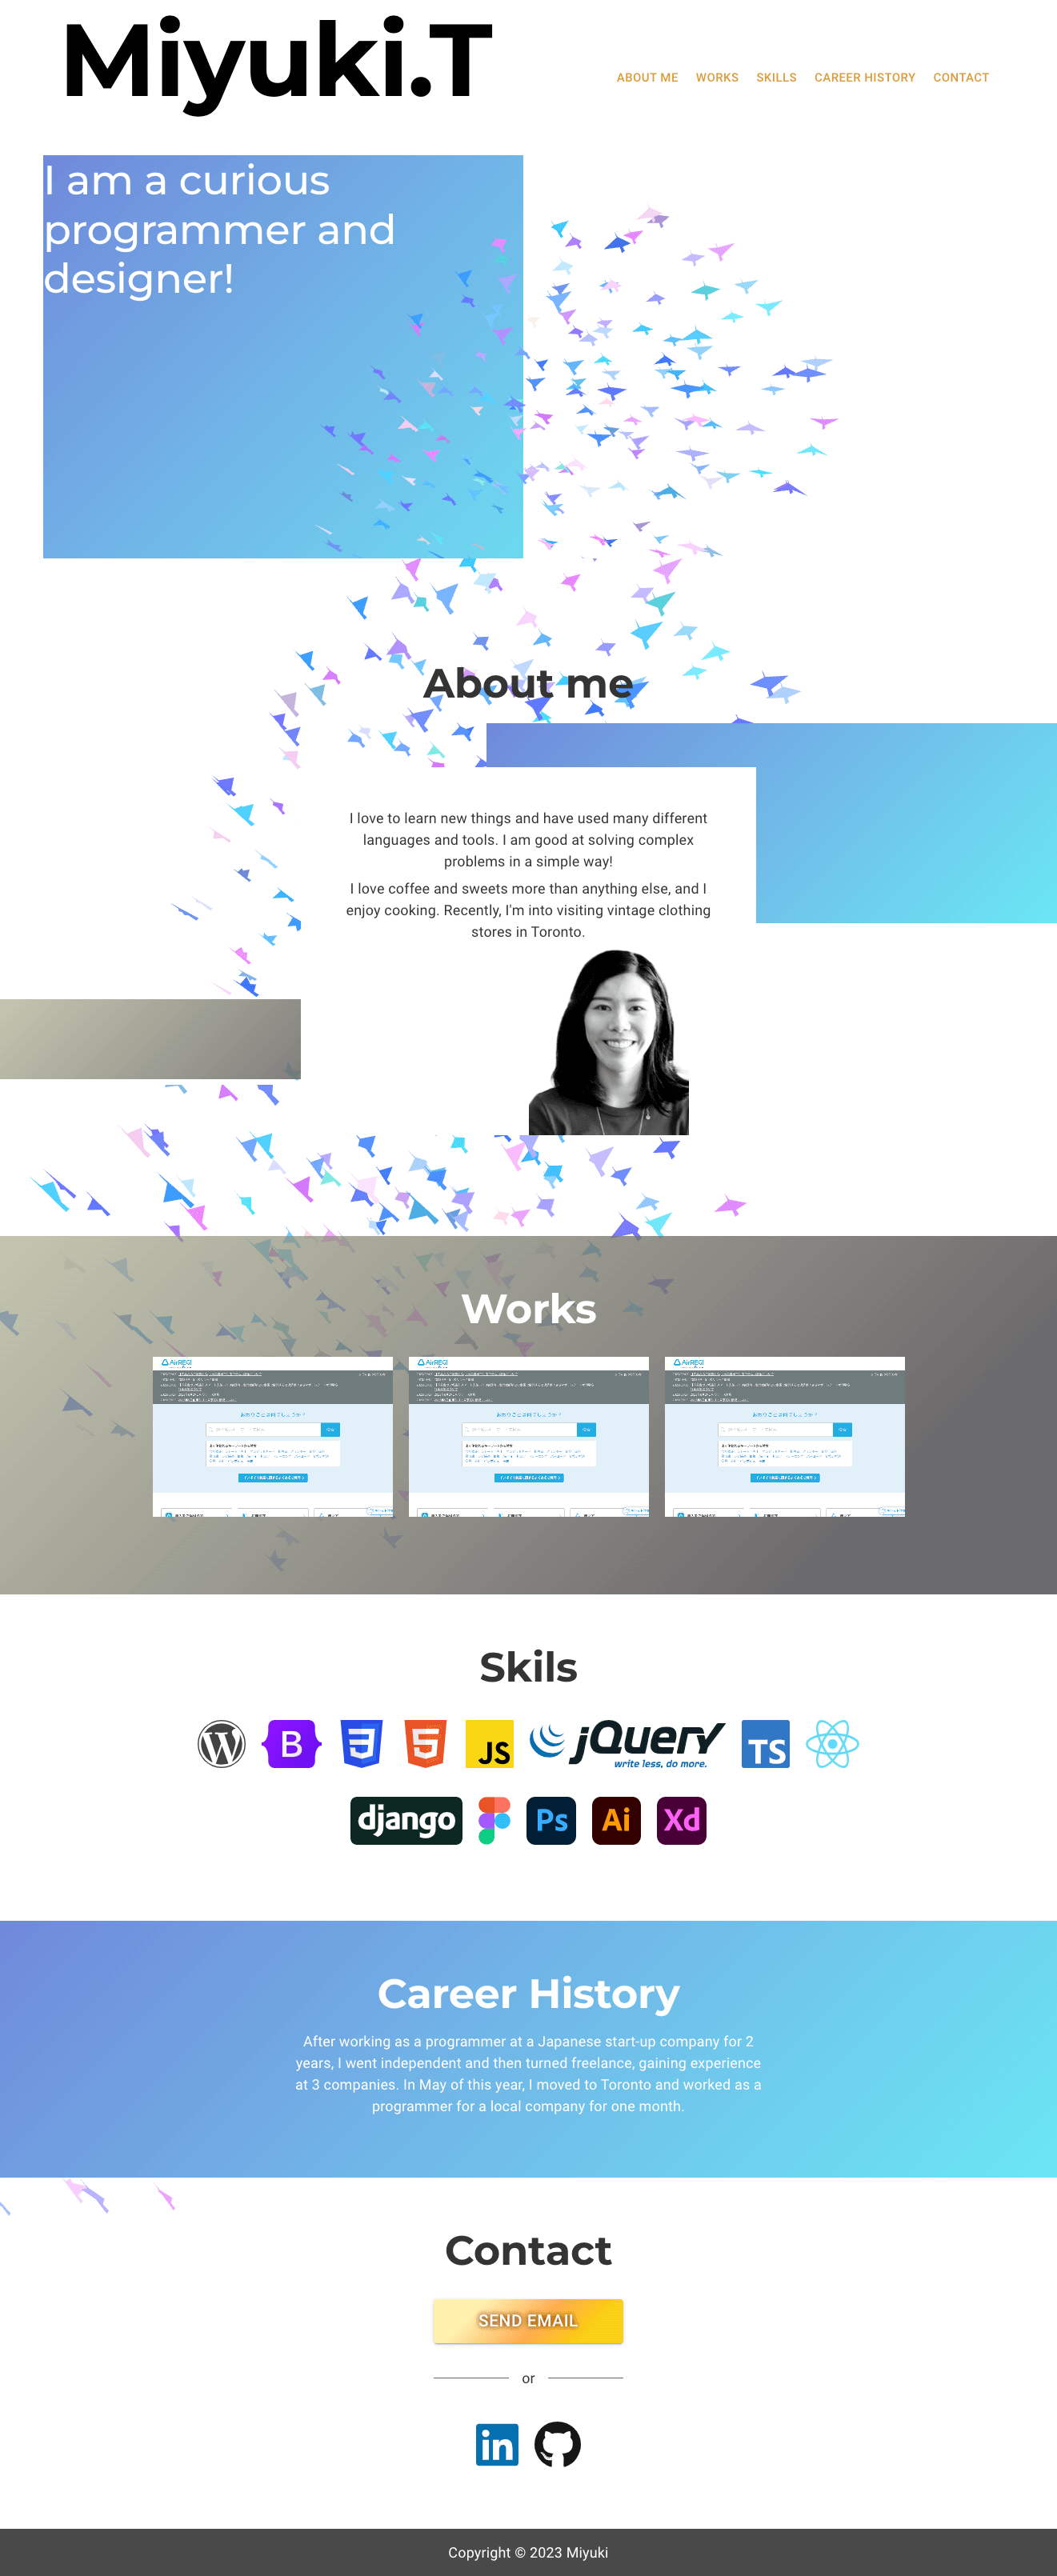 Miyuki.T
ABOUT ME WORKS SKILLS CAREER HISTORY CONTACT
I am a curious
programmer and
designer!
About me
I love to learn new things and have used many different
languages and tools. I am good at solving complex
problems in a simple way!
I love coffee and sweets more than anything else, and I
enjoy cooking. Recently, I'm into visiting vintage clothing
stores in Toronto.
Works
AirREGI AirREGI AirREGI
Skils
W B 3 5 JS jQuery TS
write less, do more.
django Ps Ai Xd
Career History
After working as a programmer at a Japanese start-up company for 2
years, I went independent and then turned freelance, gaining experience
at 3 companies. In May of this year, I moved to Toronto and worked as a
programmer for a local company for one month.
Contact
SEND EMAIL
or
in
Copyright © 2023 Miyuki